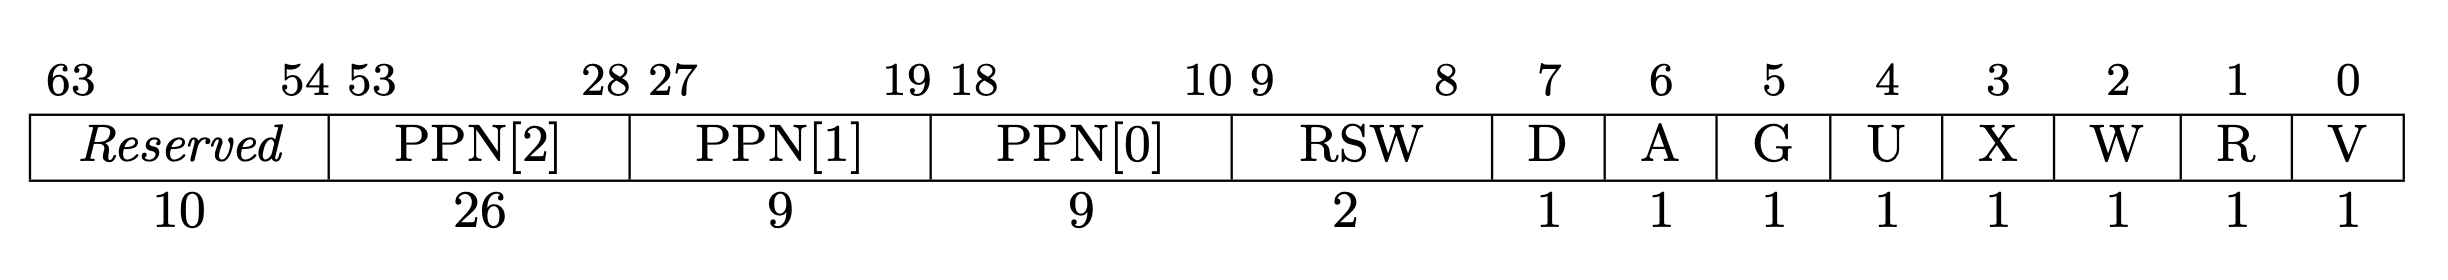 63 54 53 28 27 19 18 10 9 8 7 6 5 4 3 2 1 0
Reserved PPN[2] PPN[1] PPN[0] RSW D A G U X W R V
10 26 9 9 2 1 1 1 1 1 1 1 1